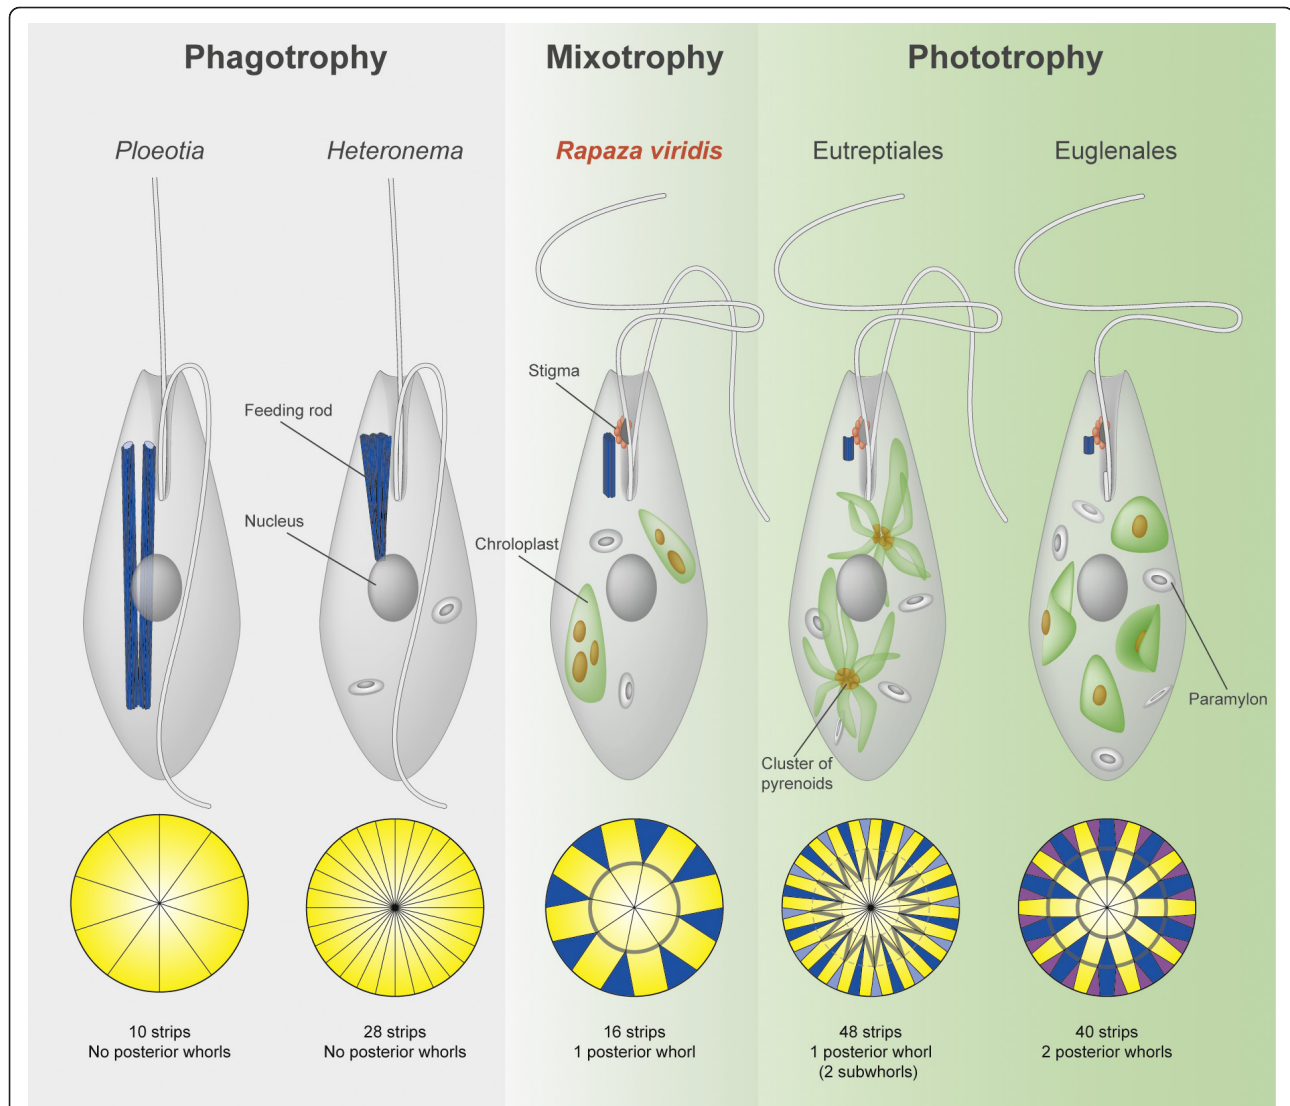 Phagotrophy
Mixotrophy
Phototrophy
Ploeotia
Heteronema
Rapaza viridis
Eutreptiales
Euglenales
Stigma
Feeding rod
Nucleus
Chroloplast
Paramylon
Cluster of
pyrenoids
10 strips
No posterior whorls
28 strips
No posterior whorls
16 strips
1 posterior whorl
48 strips
1 posterior whorl
(2 subwhorls)
40 strips
2 posterior whorls